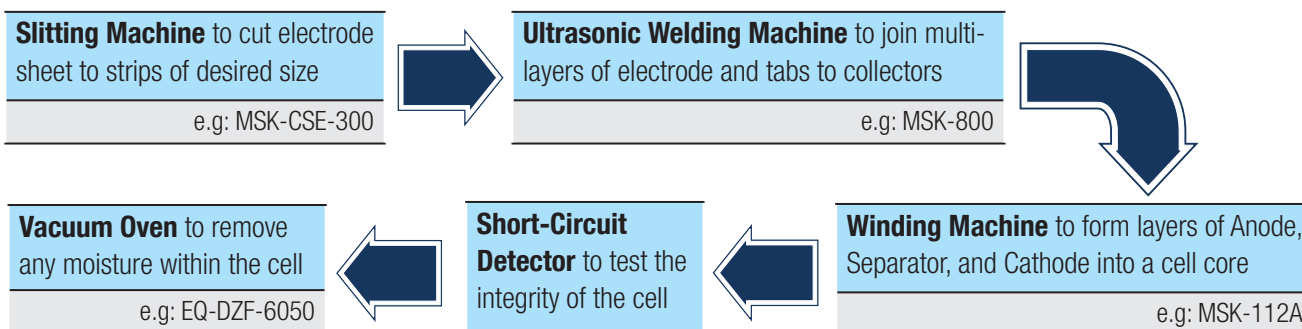 Slitting Machine to cut electrode
sheet to strips of desired size
e.g: MSK-CSE-300
Ultrasonic Welding Machine to join multi-
layers of electrode and tabs to collectors
e.g: MSK-800
Winding Machine to form layers of Anode,
Separator, and Cathode into a cell core
e.g: MSK-112A
Short-Circuit
Detector to test the
integrity of the cell
Vacuum Oven to remove
any moisture within the cell
e.g: EQ-DZF-6050